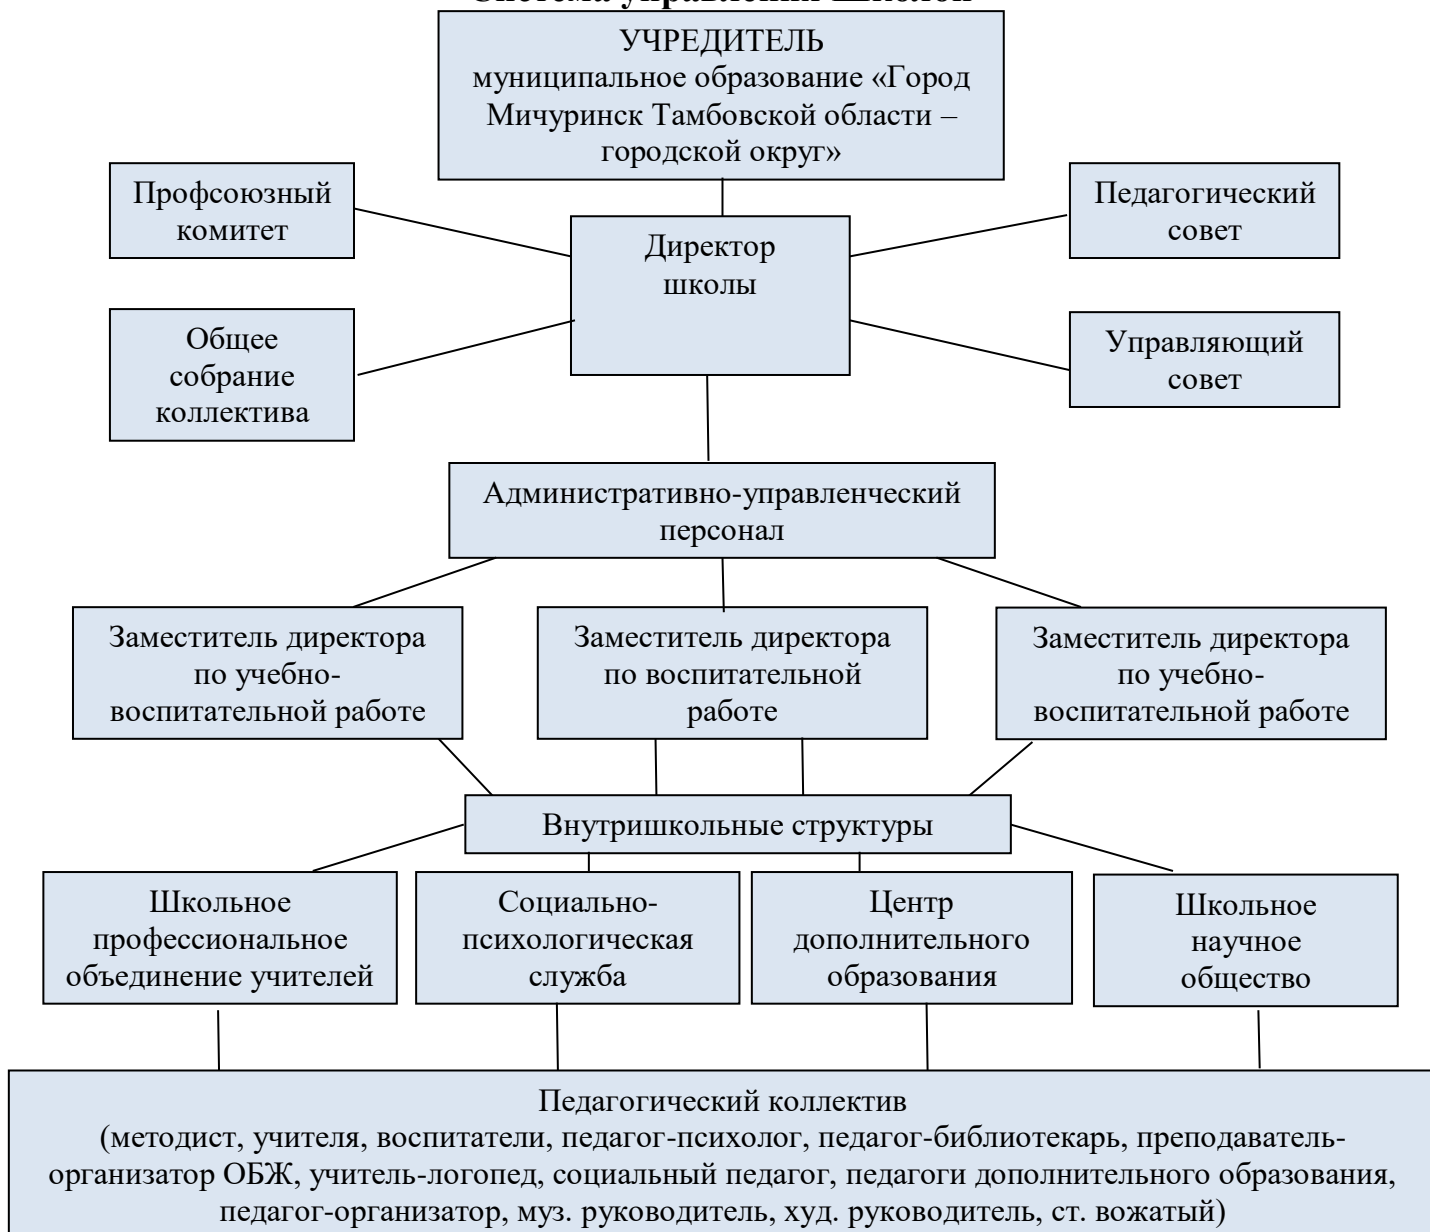 Система управления Школой
УЧРЕДИТЕЛЬ
муниципальное образование «Город
Мичуринск Тамбовской области –
городской округ»
Профсоюзный
комитет
Педагогический
совет
Директор
школы
Общее
собрание
коллектива
Управляющий
совет
Административно-управленческий
персонал
Заместитель директора
по учебно-
воспитательной работе
Заместитель директора
по воспитательной
работе
Заместитель директора
по учебно-
воспитательной работе
Внутришкольные структуры
Школьное
профессиональное
объединение учителей
Социально-
психологическая
служба
Центр
дополнительного
образования
Школьное
научное
общество
Педагогический коллектив
(методист, учителя, воспитатели, педагог-психолог, педагог-библиотекарь, преподаватель-
организатор ОБЖ, учитель-логопед, социальный педагог, педагоги дополнительного образования,
педагог-организатор, муз. руководитель, худ. руководитель, ст. вожатый)